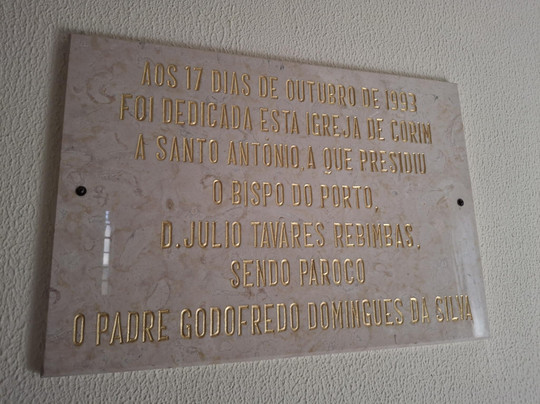 AOS 17 DIAS DE OUTUBRO DE 1993
FOI DEDICADA ESTA IGREJA DE CORIM
A SANTO ANTÓNIO, A QUE PRESIDIU
O BISPO DO PORTO,
D. JULIO TAVARES REBIMBAS,
SENDO PAROCO
O PADRE GODOFREDO DOMINGUES DA SILVA